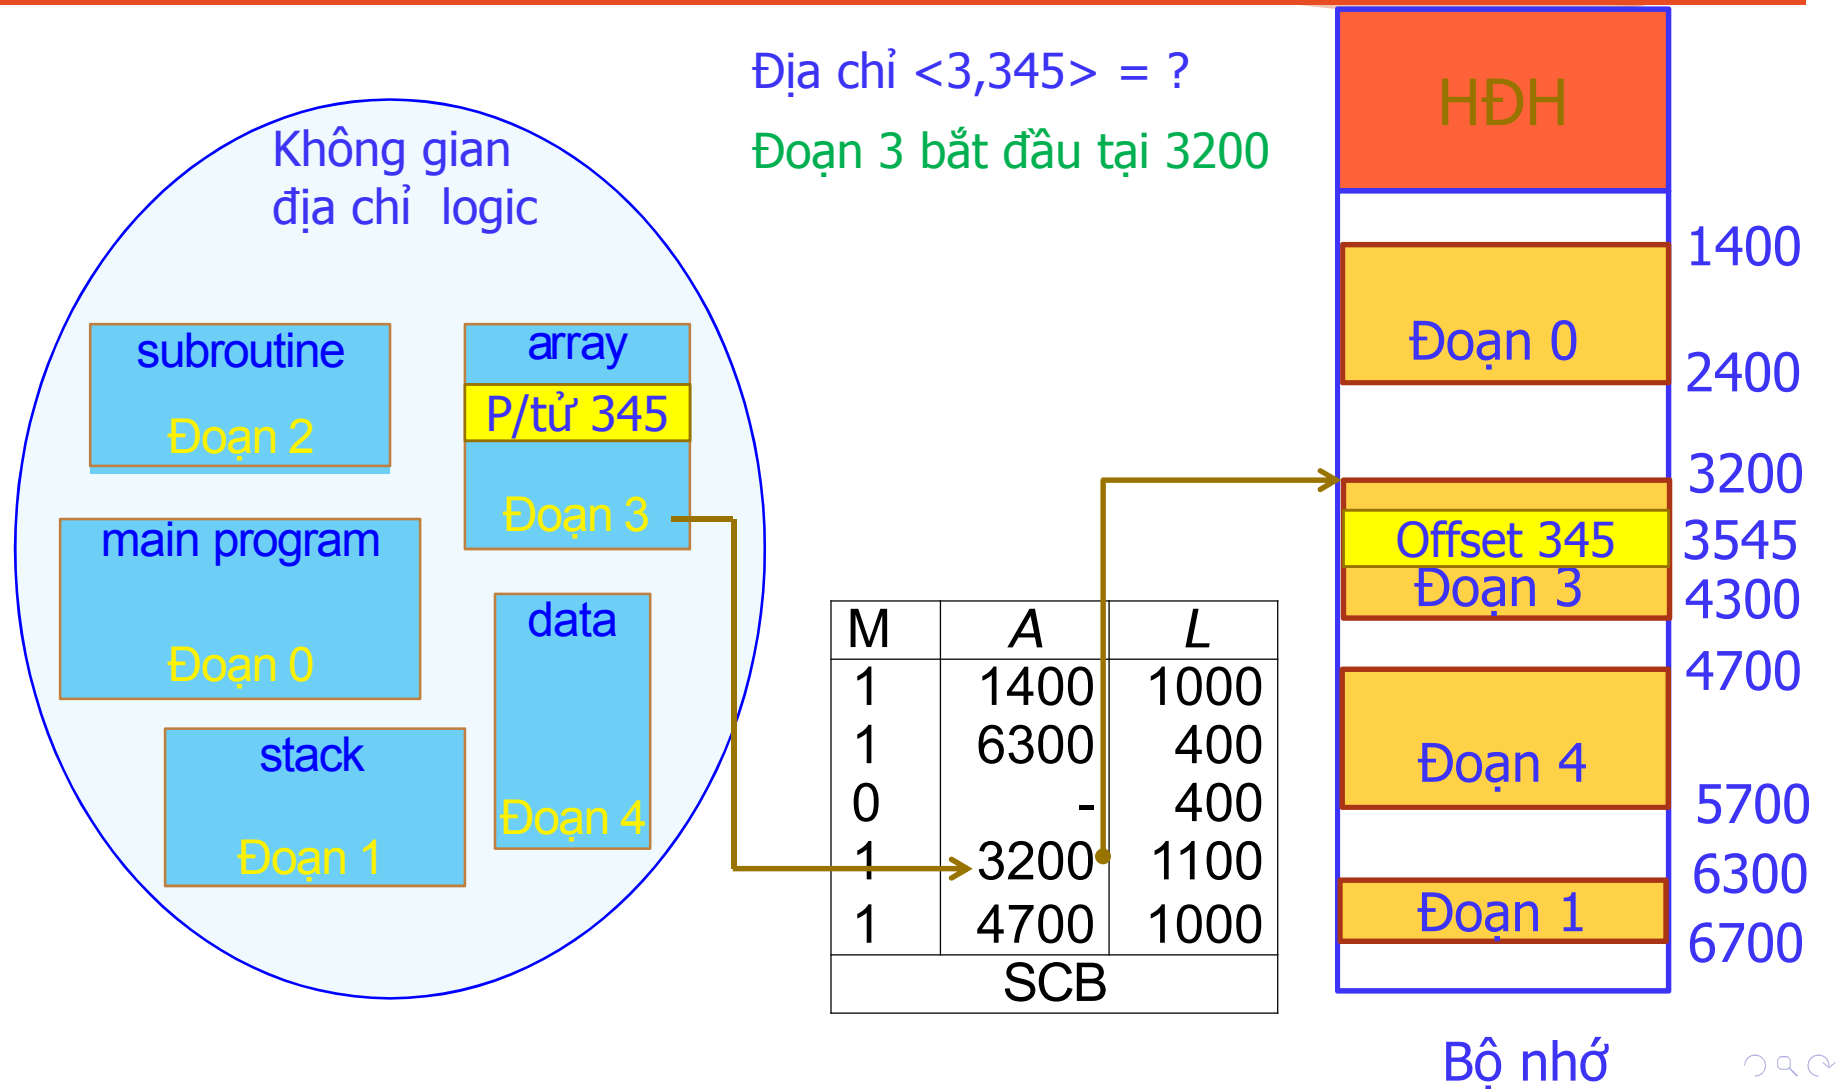 Địa chỉ <3,345> = ?
Đoạn 3 bắt đầu tại 3200
Không gian
địa chỉ logic
subroutine
Đoạn 2
array
P/tử 345
Đoạn 3
main program
Đoạn 0
data
Đoạn 4
stack
Đoạn 1
M A L
1 1400 1000
1 6300 400
0 - 400
1 3200 1100
1 4700 1000
SCB
HĐH
1400
Đoạn 0
2400
3200
Offset 345 3545
Đoạn 3 4300
4700
Đoạn 4
5700
6300
Đoạn 1
6700
Bộ nhớ